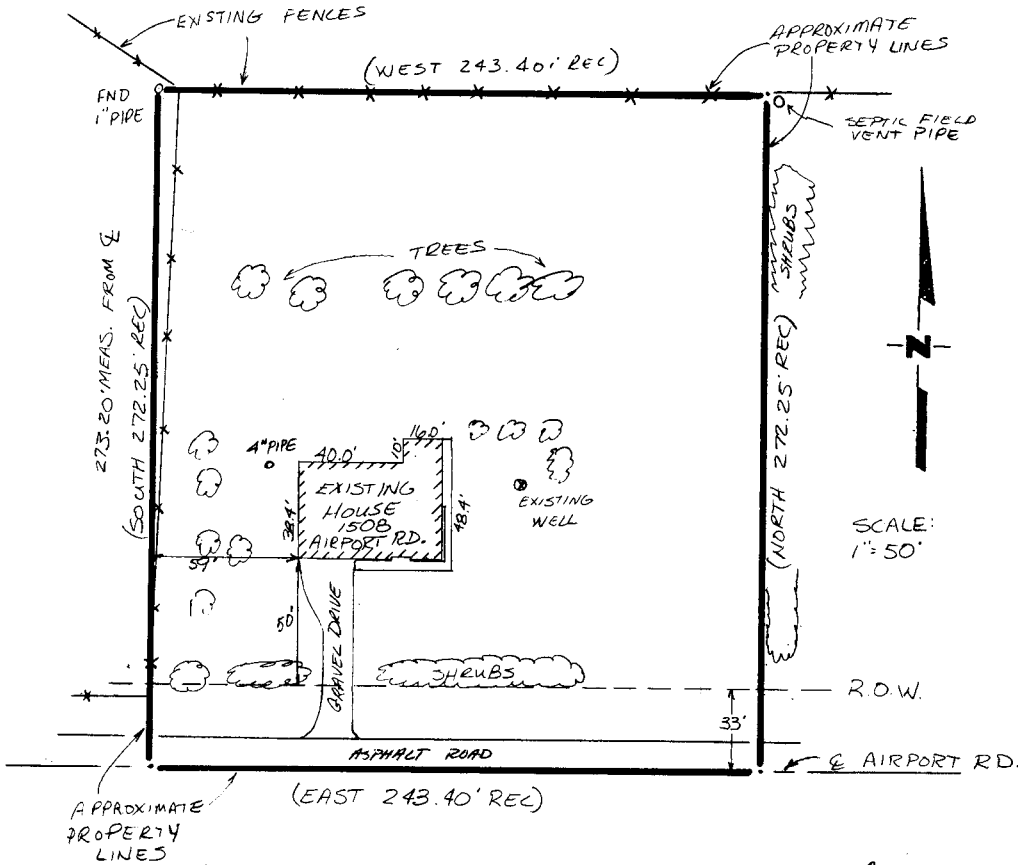 EXISTING FENCES
APPROXIMATE
PROPERTY LINES
(WEST 243.40' REC)
FND
1" PIPE
SEPTIC FIELD
VENT PIPE
SHRUBS
TREES
273.20' MEAS. FROM ℄
(SOUTH 272.25' REC)
(NORTH 272.25' REC)
N
4" PIPE
40.0'
10'
16.0'
38.4'
EXISTING
HOUSE
1508
AIRPORT RD.
48.4'
EXISTING
WELL
SCALE:
1"=50'
59'
50'
GRAVEL DRIVE
SHRUBS
R.O.W.
33'
ASPHALT ROAD
℄ AIRPORT RD.
(EAST 243.40' REC)
APPROXIMATE
PROPERTY
LINES